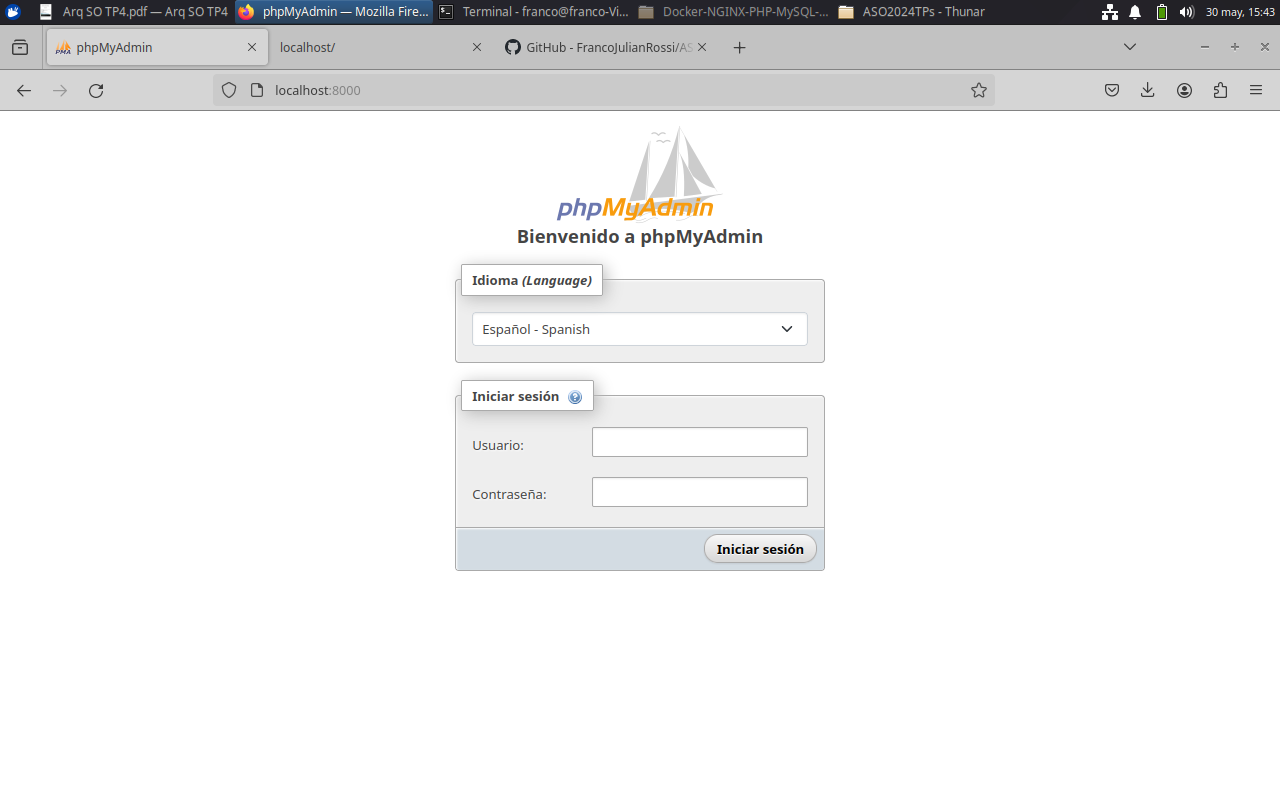 Arq SO TP4.pdf — Arq SO TP4
phpMyAdmin — Mozilla Fire...
Terminal - franco@franco-Vi...
Docker-NGINX-PHP-MySQL-...
ASO2024TPs - Thunar
30 may, 15:43
phpMyAdmin
localhost/
GitHub - FrancoJulianRossi/AS
localhost:8000
phpMyAdmin
Bienvenido a phpMyAdmin
Idioma (Language)
Español - Spanish
Iniciar sesión
Usuario:
Contraseña:
Iniciar sesión